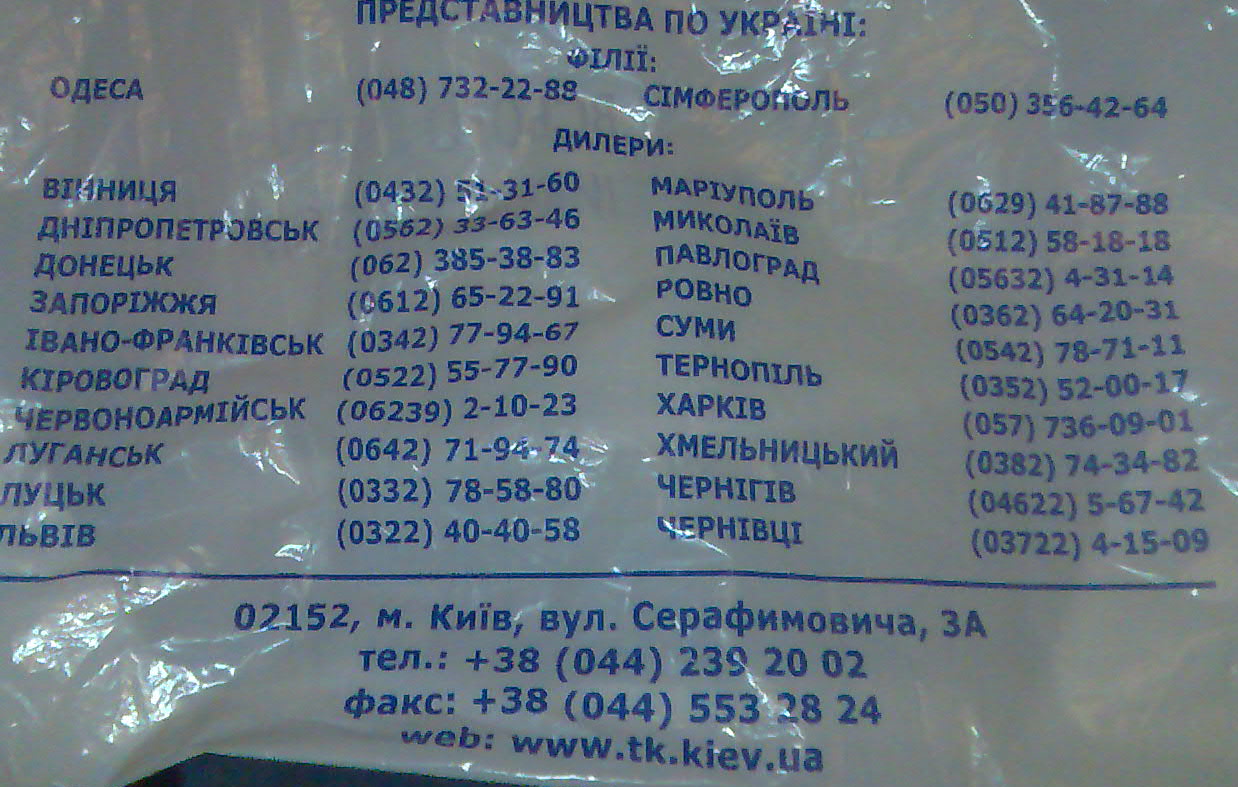 ПРЕДСТАВНИЦТВА ПО УКРАЇНІ:
ФІЛІЇ:
ОДЕСА (048) 732-22-88 СІМФЕРОПОЛЬ (050) 356-42-64
ДИЛЕРИ:
ВІННИЦЯ (0432) 51-31-60 МАРІУПОЛЬ (0629) 41-87-88
ДНІПРОПЕТРОВСЬК (0562) 33-63-46 МИКОЛАЇВ (0512) 58-18-18
ДОНЕЦЬК (062) 385-38-83 ПАВЛОГРАД (05632) 4-31-14
ЗАПОРІЖЖЯ (0612) 65-22-91 РОВНО (0362) 64-20-31
ІВАНО-ФРАНКІВСЬК (0342) 77-94-67 СУМИ (0542) 78-71-11
КІРОВОГРАД (0522) 55-77-90 ТЕРНОПІЛЬ (0352) 52-00-17
ЧЕРВОНОАРМІЙСЬК (06239) 2-10-23 ХАРКІВ (057) 736-09-01
ЛУГАНСЬК (0642) 71-94-74 ХМЕЛЬНИЦЬКИЙ (0382) 74-34-82
ЛУЦЬК (0332) 78-58-80 ЧЕРНІГІВ (04622) 5-67-42
ЛЬВІВ (0322) 40-40-58 ЧЕРНІВЦІ (03722) 4-15-09
02152, м. Київ, вул. Серафимовича, 3А
тел.: +38 (044) 239 20 02
факс: +38 (044) 553 28 24
web: www.tk.kiev.ua